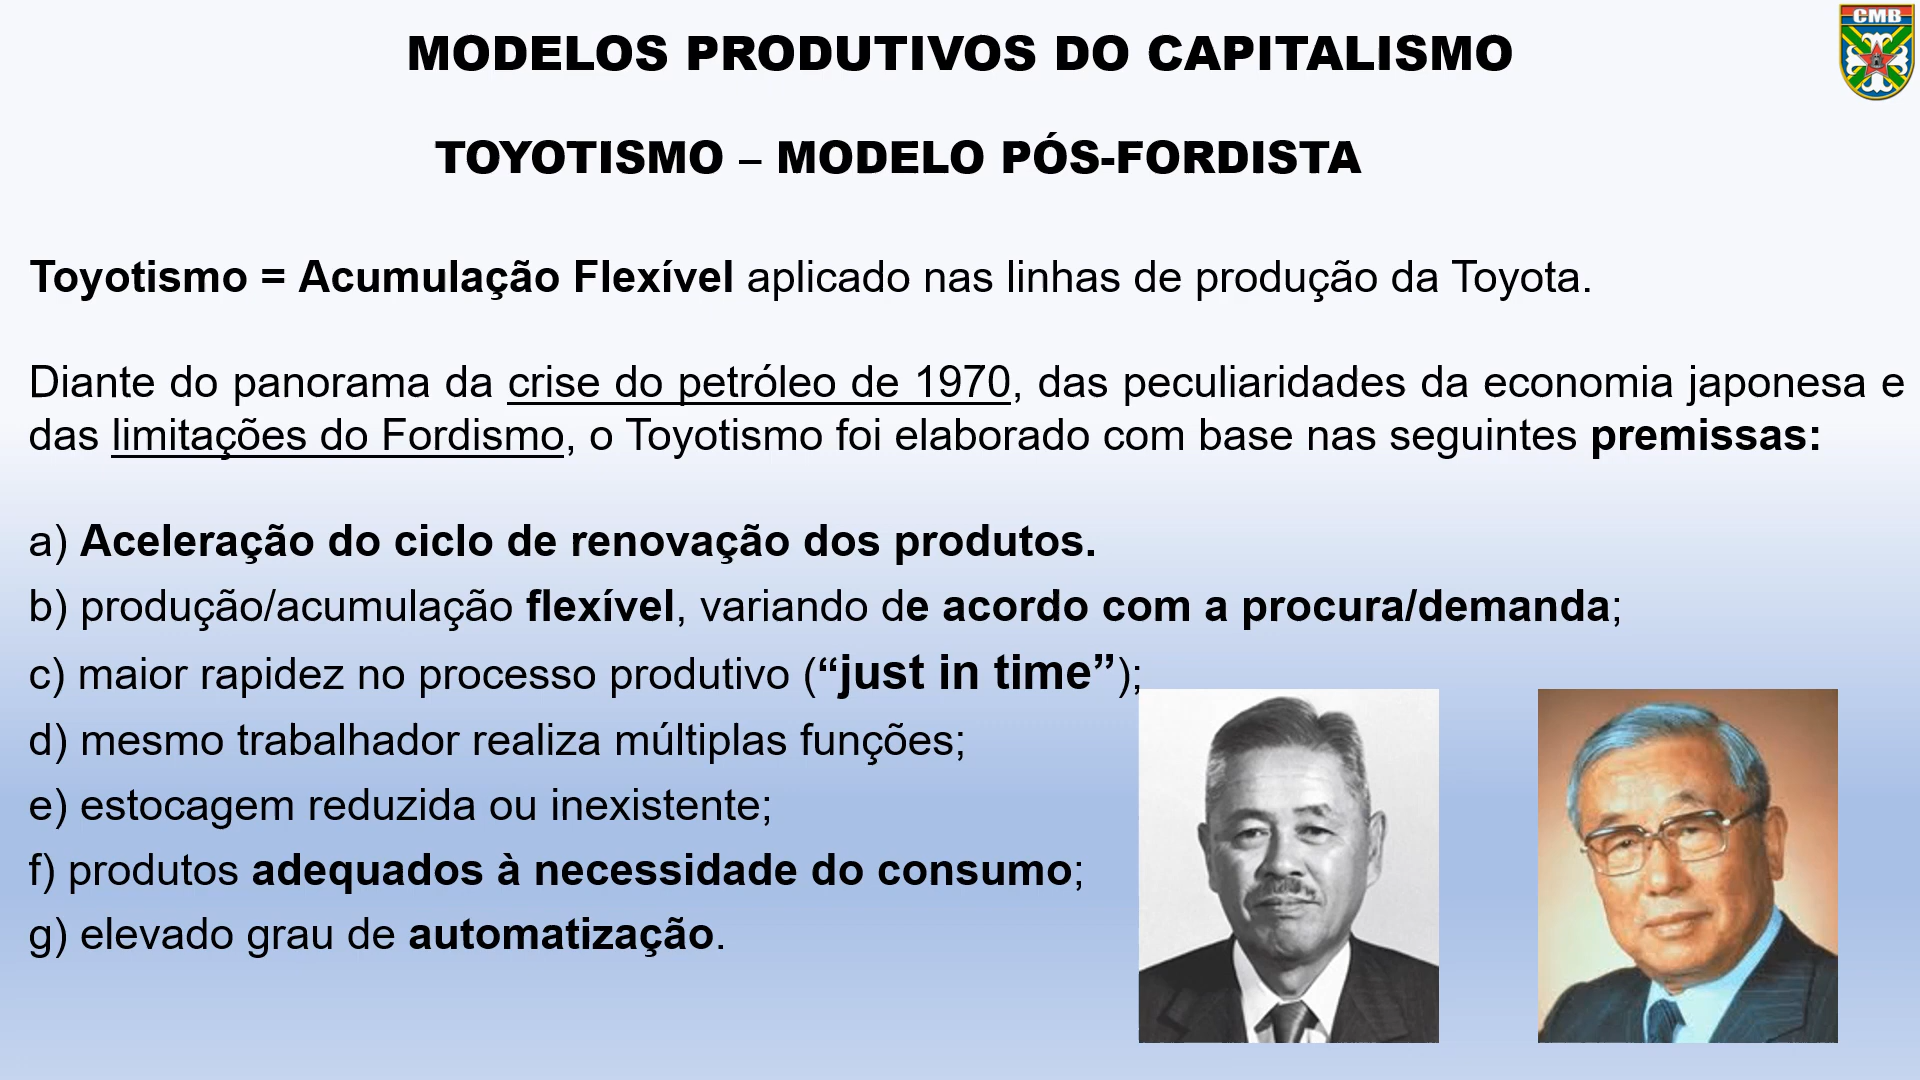 CMB
MODELOS PRODUTIVOS DO CAPITALISMO
TOYOTISMO – MODELO PÓS-FORDISTA
Toyotismo = Acumulação Flexível aplicado nas linhas de produção da Toyota.
Diante do panorama da crise do petróleo de 1970, das peculiaridades da economia japonesa e
das limitações do Fordismo, o Toyotismo foi elaborado com base nas seguintes premissas:
a) Aceleração do ciclo de renovação dos produtos.
b) produção/acumulação flexível, variando de acordo com a procura/demanda;
c) maior rapidez no processo produtivo (“just in time”);
d) mesmo trabalhador realiza múltiplas funções;
e) estocagem reduzida ou inexistente;
f) produtos adequados à necessidade do consumo;
g) elevado grau de automatização.